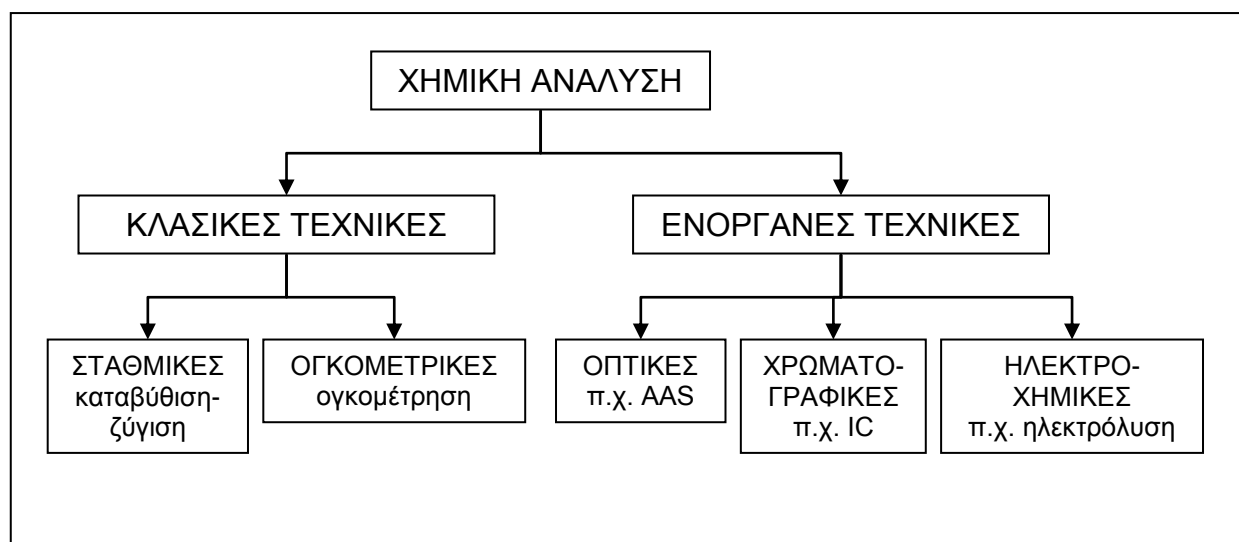 ΧΗΜΙΚΗ ΑΝΑΛΥΣΗ
ΚΛΑΣΙΚΕΣ ΤΕΧΝΙΚΕΣ
ΕΝΟΡΓΑΝΕΣ ΤΕΧΝΙΚΕΣ
ΣΤΑΘΜΙΚΕΣ
καταβύθιση-
ζύγιση
ΟΓΚΟΜΕΤΡΙΚΕΣ
ογκομέτρηση
ΟΠΤΙΚΕΣ
π.χ. AAS
ΧΡΩΜΑΤΟ-
ΓΡΑΦΙΚΕΣ
π.χ. IC
ΗΛΕΚΤΡΟ-
ΧΗΜΙΚΕΣ
π.χ. ηλεκτρόλυση